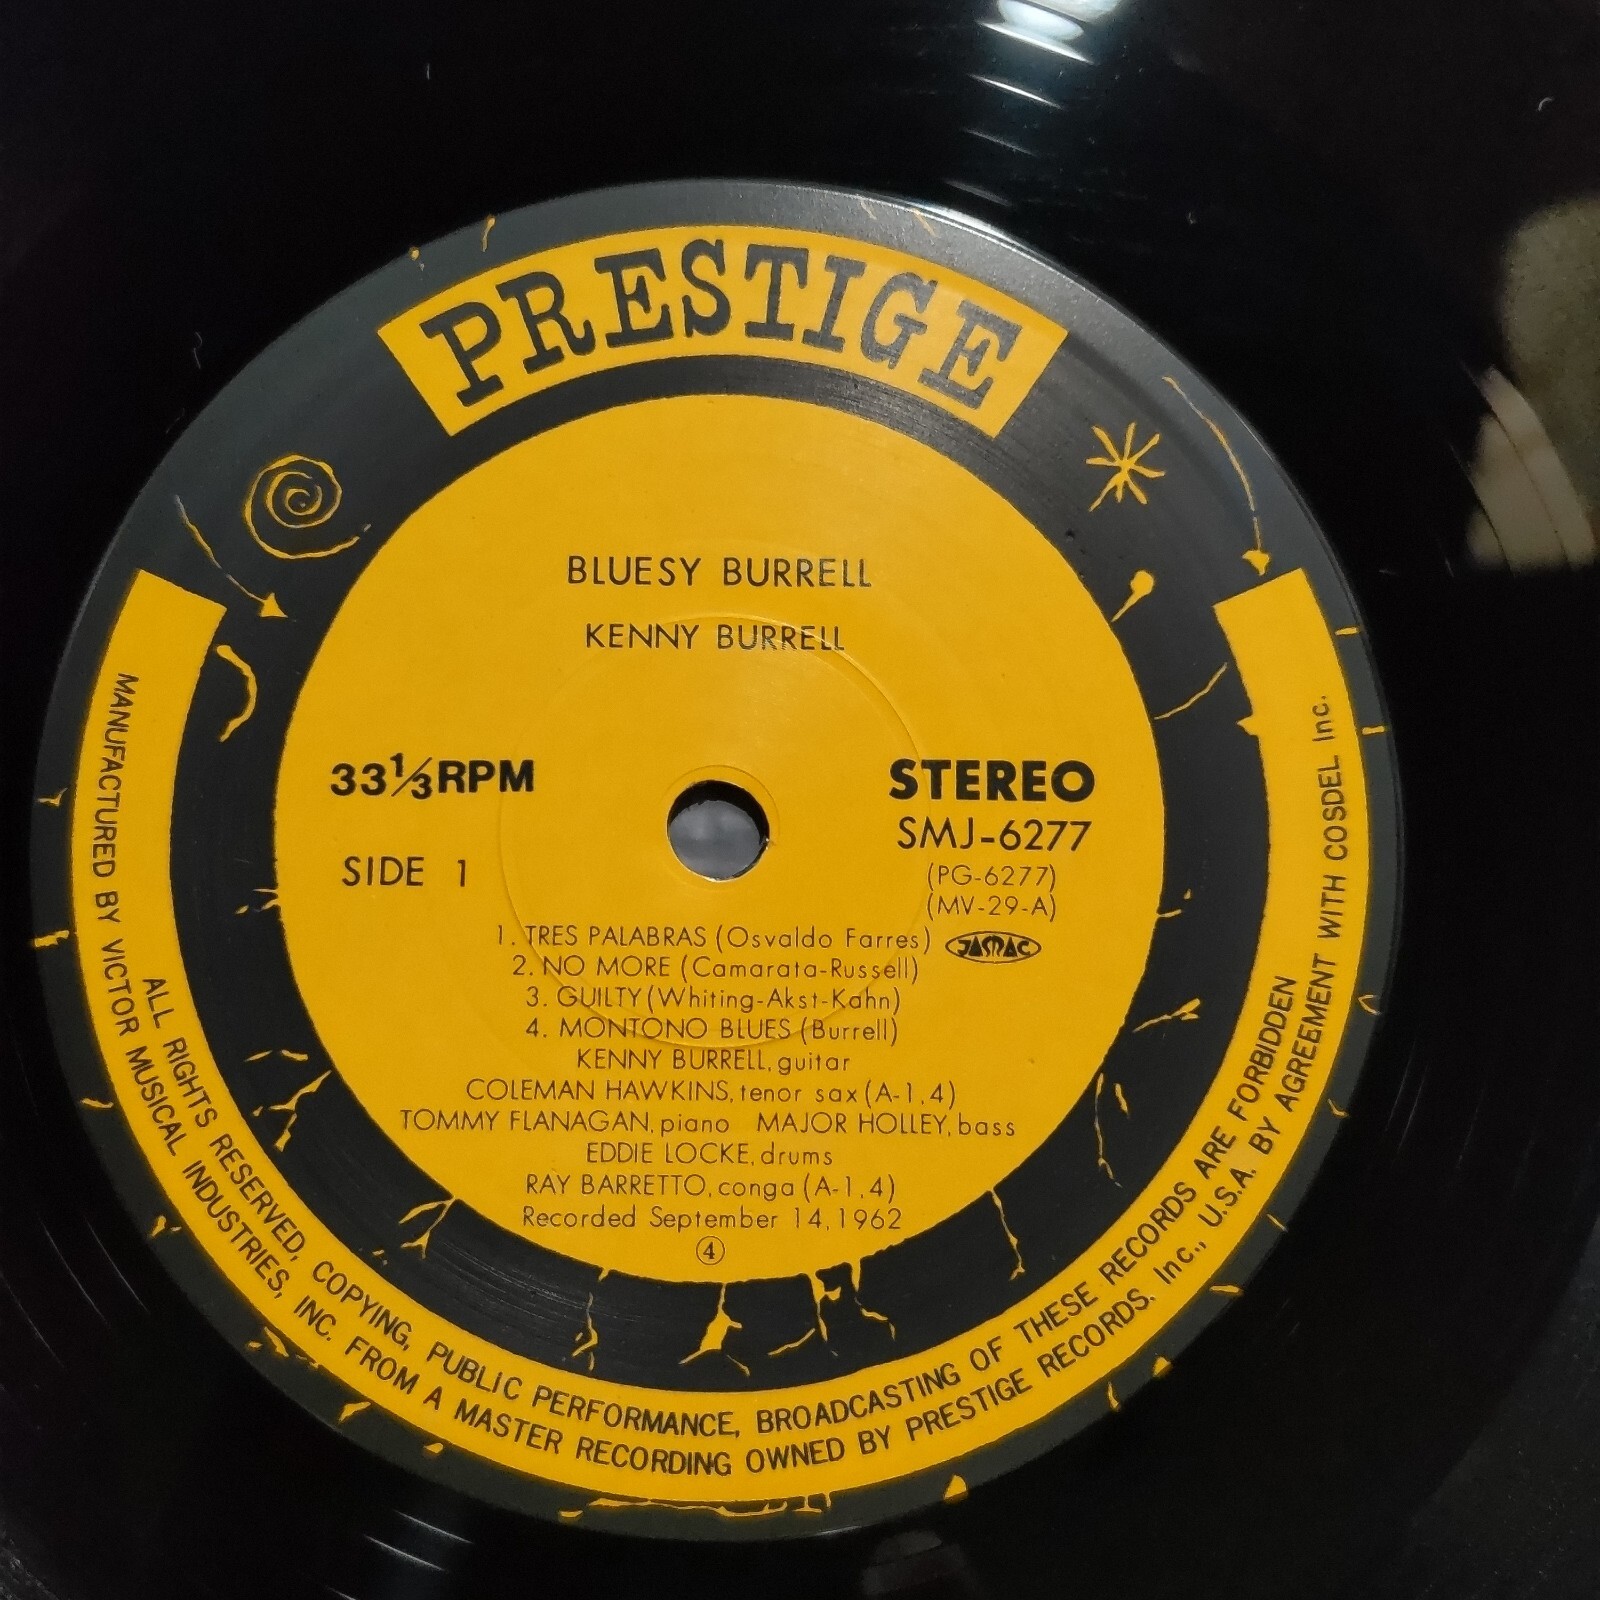 PRESTIGE
BLUESY BURRELL
KENNY BURRELL
33⅓RPM
STEREO
SMJ-6277
SIDE 1
(PG-6277)
(MV-29-A)
1. TRES PALABRAS (Osvaldo Farres)
JASRAC
2. NO MORE (Camarata-Russell)
3. GUILTY (Whiting-Akst-Kahn)
4. MONTONO BLUES (Burrell)
KENNY BURRELL, guitar
COLEMAN HAWKINS, tenor sax (A-1, 4)
TOMMY FLANAGAN, piano MAJOR HOLLEY, bass
EDDIE LOCKE, drums
RAY BARRETTO, conga (A-1, 4)
Recorded September 14, 1962
④
ALL RIGHTS RESERVED, COPYING, PUBLIC PERFORMANCE, BROADCASTING OF THESE RECORDS ARE FORBIDDEN
MANUFACTURED BY VICTOR MUSICAL INDUSTRIES, INC. FROM A MASTER RECORDING OWNED BY PRESTIGE RECORDS, Inc., U.S.A. BY AGREEMENT WITH COSDEL Inc.